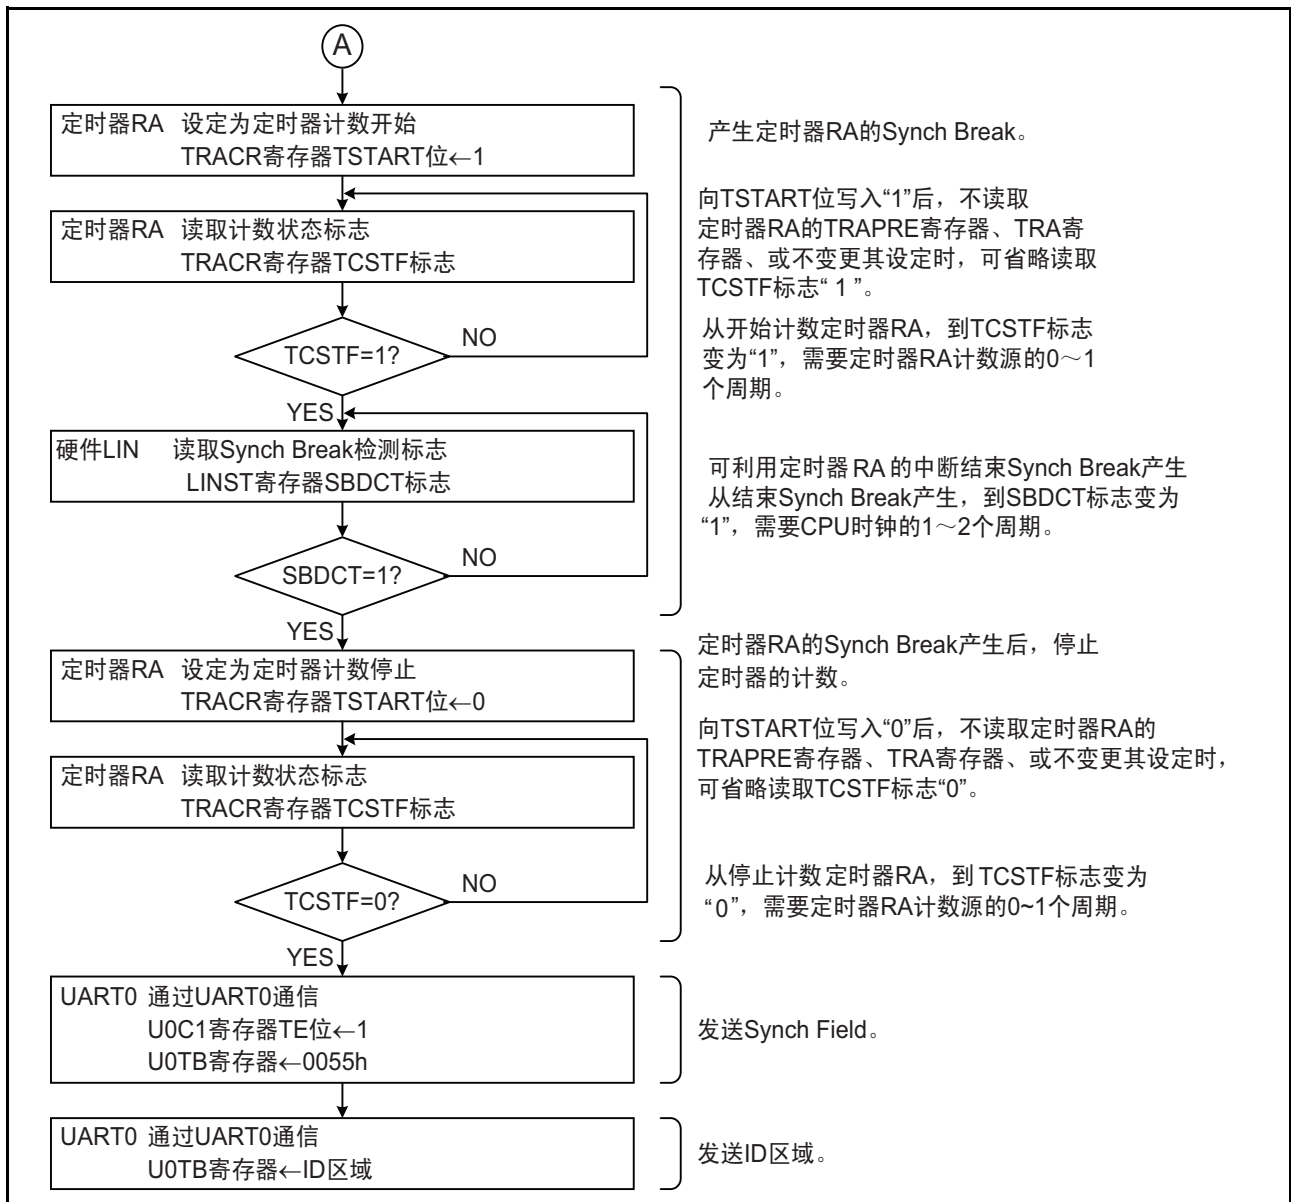 A
定时器RA 设定为定时器计数开始
TRACR寄存器TSTART位←1
产生定时器RA的Synch Break。
定时器RA 读取计数状态标志
TRACR寄存器TCSTF标志
向TSTART位写入“1”后，不读取
定时器RA的TRAPRE寄存器、TRA寄
存器、或不变更其设定时，可省略读取
TCSTF标志“ 1 ”。
TCSTF=1?
NO
YES
从开始计数定时器RA，到TCSTF标志
变为“1”，需要定时器RA计数源的0～1
个周期。
硬件LIN 读取Synch Break检测标志
LINST寄存器SBDCT标志
可利用定时器 RA 的中断结束Synch Break产生
从结束Synch Break产生，到SBDCT标志变为
“1”，需要CPU时钟的1～2个周期。
SBDCT=1?
NO
YES
定时器RA 设定为定时器计数停止
TRACR寄存器TSTART位←0
定时器RA的Synch Break产生后，停止
定时器的计数。
定时器RA 读取计数状态标志
TRACR寄存器TCSTF标志
向TSTART位写入“0”后，不读取定时器RA的
TRAPRE寄存器、TRA寄存器、或不变更其设定时，
可省略读取TCSTF标志“0”。
TCSTF=0?
NO
YES
从停止计数 定时器RA，到 TCSTF标志变为
“0”，需要定时器RA计数源的0~1个周期。
UART0 通过UART0通信
U0C1寄存器TE位←1
U0TB寄存器←0055h
发送Synch Field。
UART0 通过UART0通信
U0TB寄存器←ID区域
发送ID区域。